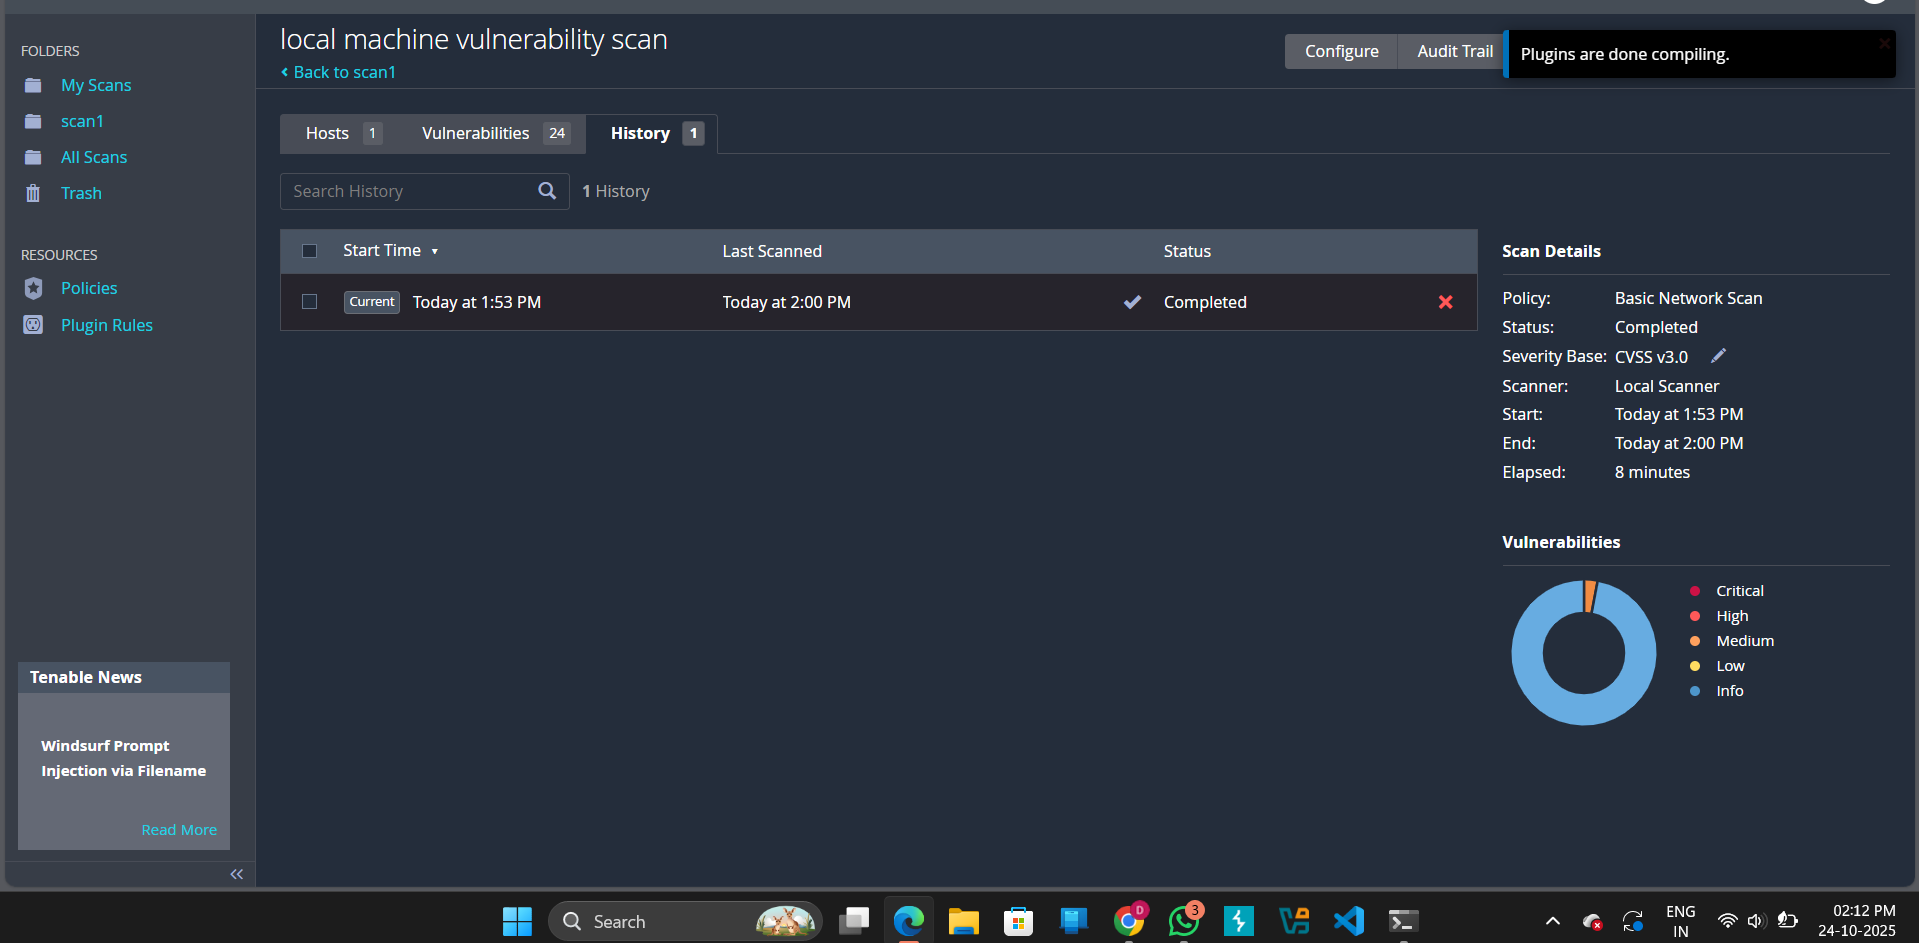 local machine vulnerability scan
< Back to scan1
Configure
Audit Trail
Plugins are done compiling.
FOLDERS
My Scans
scan1
All Scans
Trash
RESOURCES
Policies
Plugin Rules
Tenable News
Windsurf Prompt
Injection via Filename
Read More
Hosts 1
Vulnerabilities 24
History 1
Search History
1 History
Start Time Last Scanned Status
Current Today at 1:53 PM Today at 2:00 PM Completed
Scan Details
Policy: Basic Network Scan
Status: Completed
Severity Base: CVSS v3.0
Scanner: Local Scanner
Start: Today at 1:53 PM
End: Today at 2:00 PM
Elapsed: 8 minutes
Vulnerabilities
Critical
High
Medium
Low
Info
Search
D
3
ENG
IN
02:12 PM
24-10-2025